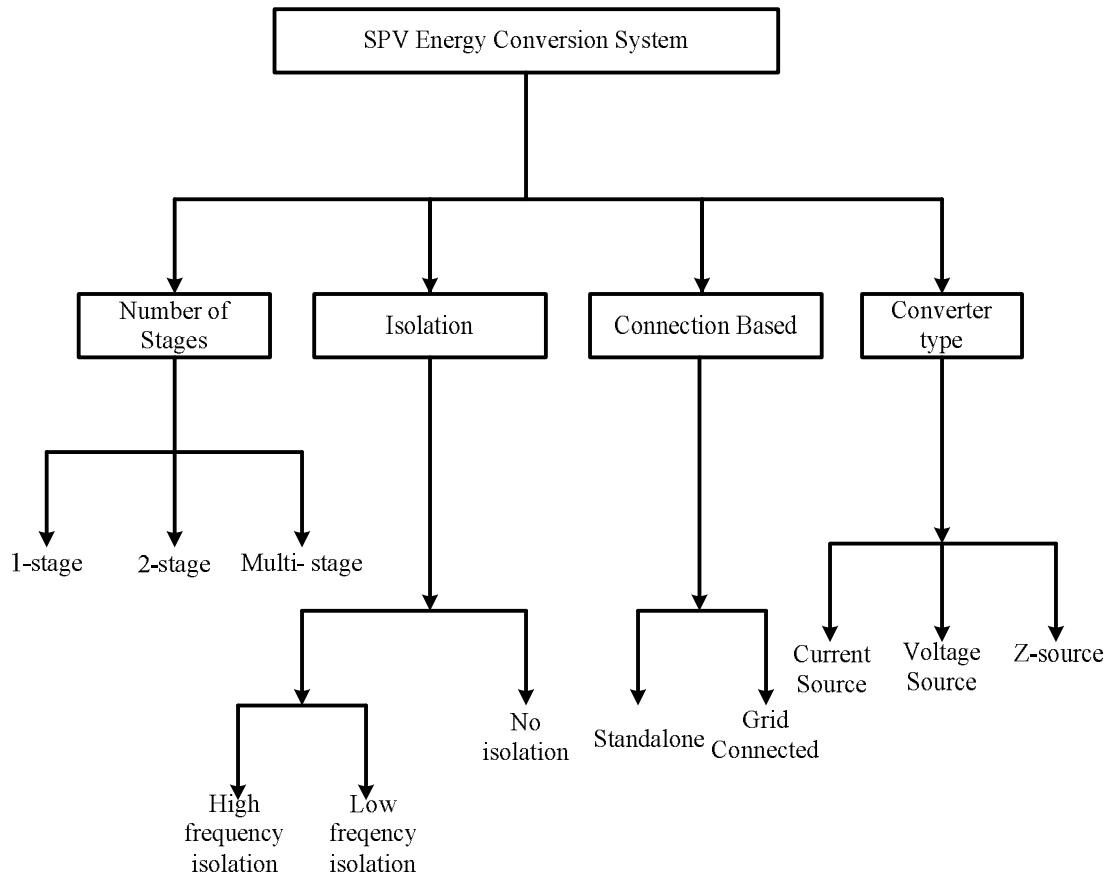 SPV Energy Conversion System
Number of
Stages
Isolation
Connection Based
Converter
type
1-stage
2-stage
Multi- stage
High
frequency
isolation
Low
freqency
isolation
No
isolation
Standalone
Grid
Connected
Current
Source
Voltage
Source
Z-source